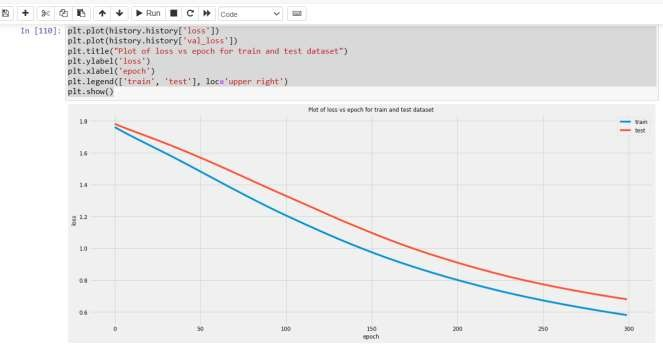 Run
Code
In [110]: plt.plot(history.history['loss'])
plt.plot(history.history['val_loss'])
plt.title("Plot of loss vs epoch for train and test dataset")
plt.ylabel('loss')
plt.xlabel('epoch')
plt.legend(['train', 'test'], loc='upper right')
plt.show()
Plot of loss vs epoch for train and test dataset
train
test
1.8
1.6
1.4
1.2
1.0
0.8
0.6
loss
0 50 100 150 200 250 300
epoch